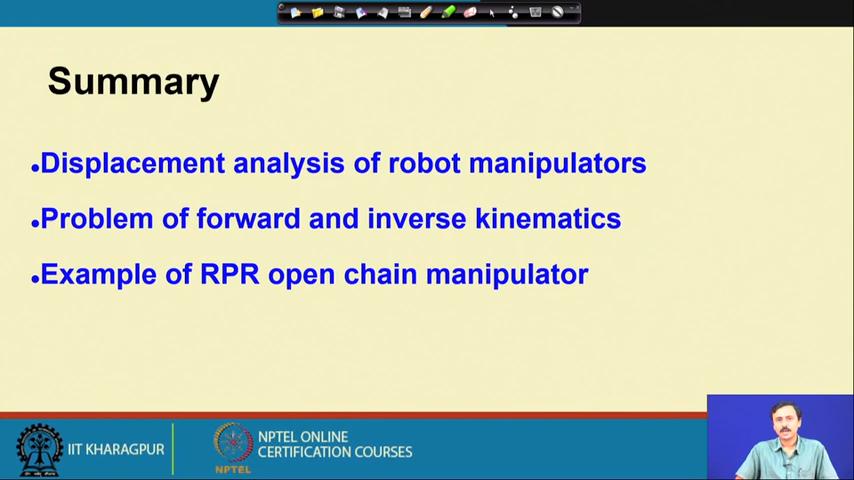 Summary
Displacement analysis of robot manipulators
Problem of forward and inverse kinematics
Example of RPR open chain manipulator
IIT KHARAGPUR
NPTEL
NPTEL ONLINE
CERTIFICATION COURSES